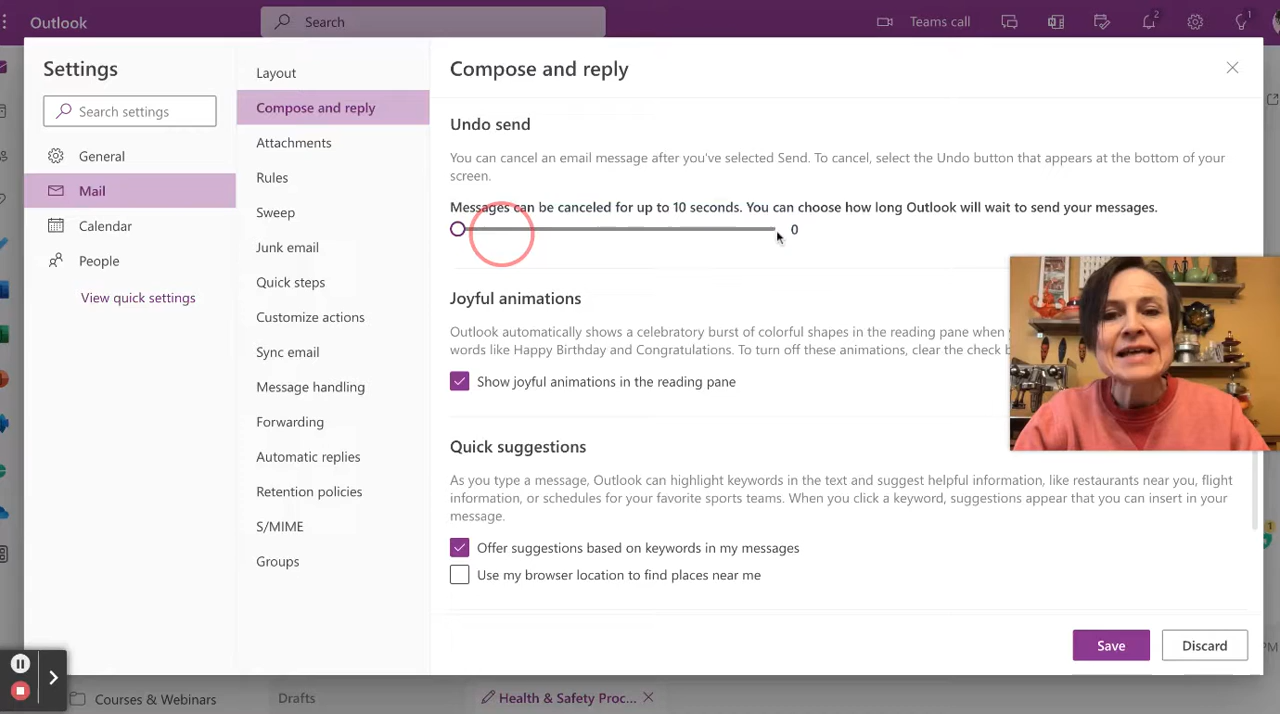 Outlook
Search
Teams call
2
1
Settings
Search settings
General
Mail
Calendar
People
View quick settings
Layout
Compose and reply
Attachments
Rules
Sweep
Junk email
Quick steps
Customize actions
Sync email
Message handling
Forwarding
Automatic replies
Retention policies
S/MIME
Groups
Compose and reply
Undo send
You can cancel an email message after you've selected Send. To cancel, select the Undo button that appears at the bottom of your
screen.
Messages can be canceled for up to 10 seconds. You can choose how long Outlook will wait to send your messages.
0
Joyful animations
Outlook automatically shows a celebratory burst of colorful shapes in the reading pane when
words like Happy Birthday and Congratulations. To turn off these animations, clear the check b
Show joyful animations in the reading pane
Quick suggestions
As you type a message, Outlook can highlight keywords in the text and suggest helpful information, like restaurants near you, flight
information, or schedules for your favorite sports teams. When you click a keyword, suggestions appear that you can insert in your
message.
Offer suggestions based on keywords in my messages
Use my browser location to find places near me
Save
Discard
1
PM
Courses & Webinars
Drafts
Health & Safety Proc...